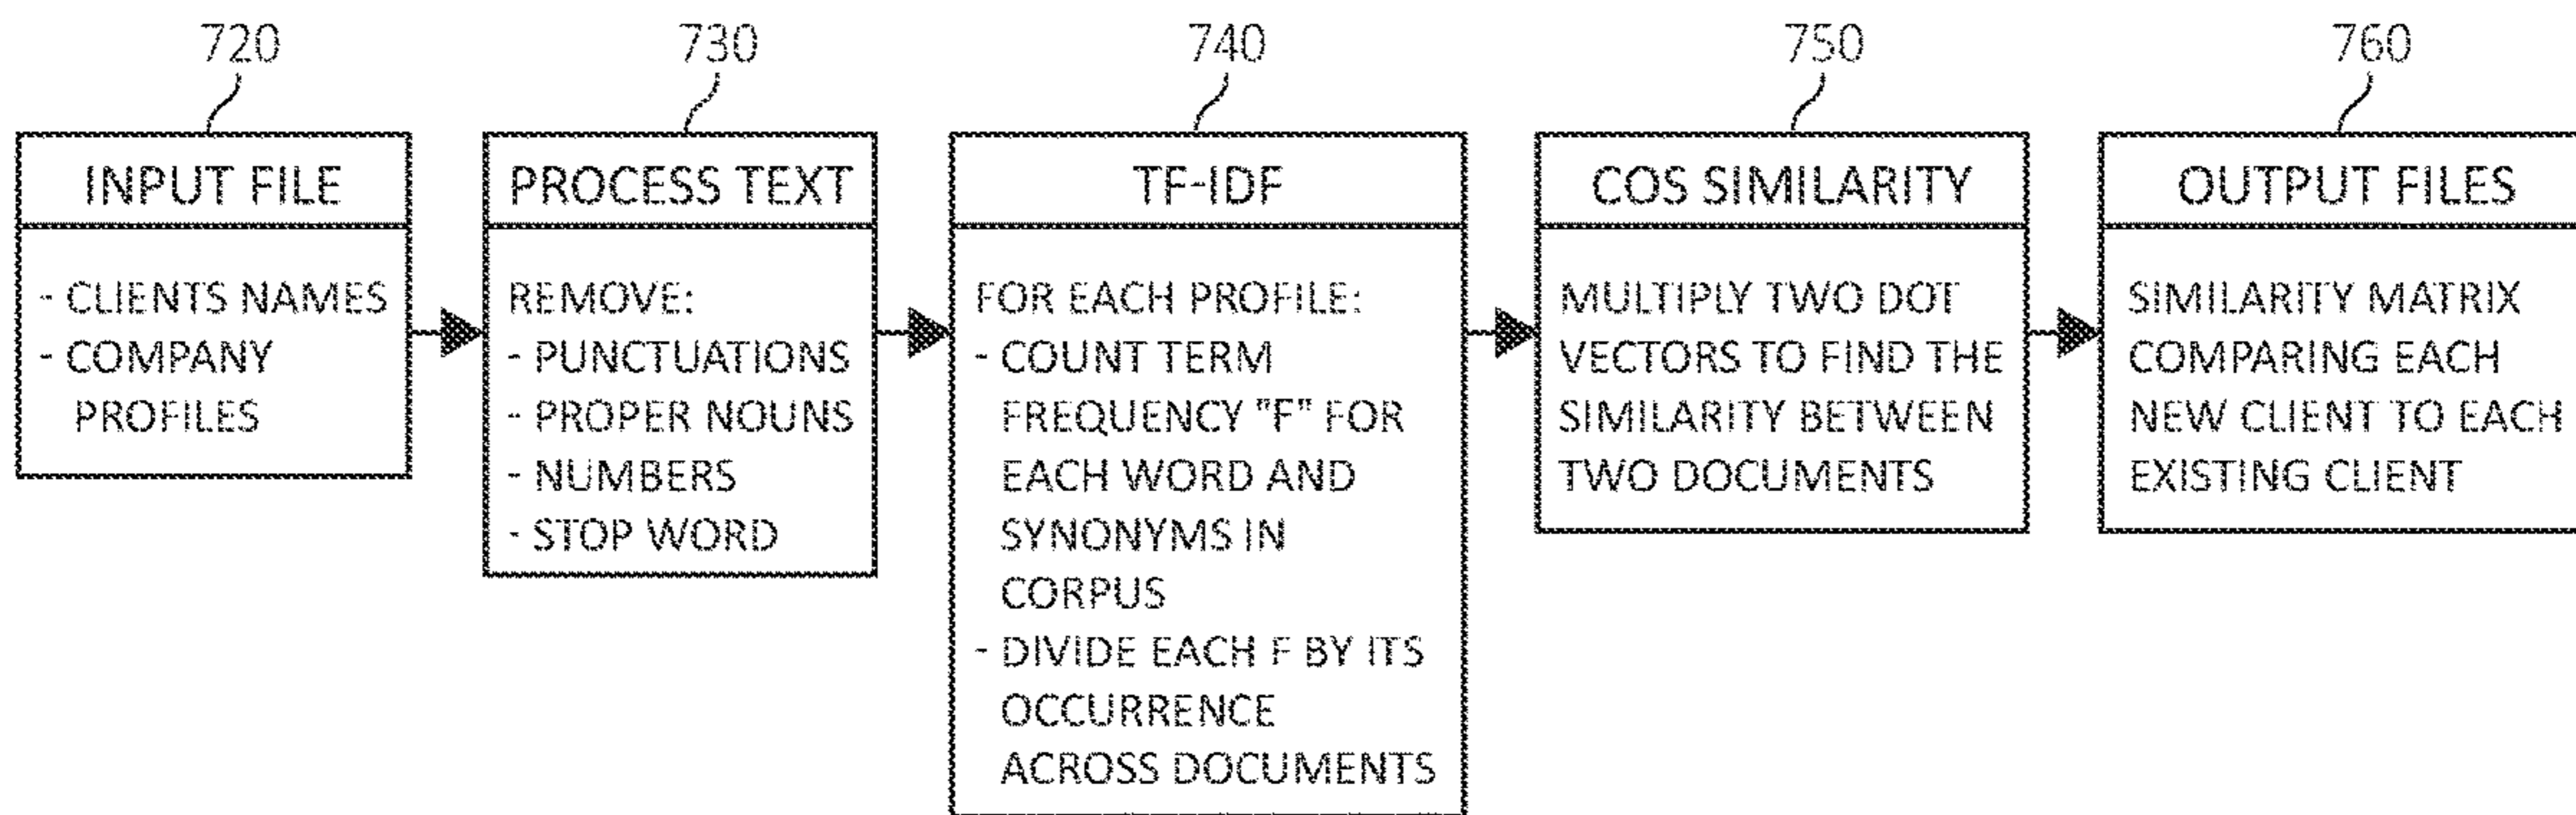 720
730
740
750
760
INPUT FILE
- CLIENTS NAMES
- COMPANY
PROFILES
PROCESS TEXT
REMOVE:
- PUNCTUATIONS
- PROPER NOUNS
- NUMBERS
- STOP WORD
TF-IDF
FOR EACH PROFILE:
- COUNT TERM
FREQUENCY "F" FOR
EACH WORD AND
SYNONYMS IN
CORPUS
- DIVIDE EACH F BY ITS
OCCURRENCE
ACROSS DOCUMENTS
COS SIMILARITY
MULTIPLY TWO DOT
VECTORS TO FIND THE
SIMILARITY BETWEEN
TWO DOCUMENTS
OUTPUT FILES
SIMILARITY MATRIX
COMPARING EACH
NEW CLIENT TO EACH
EXISTING CLIENT